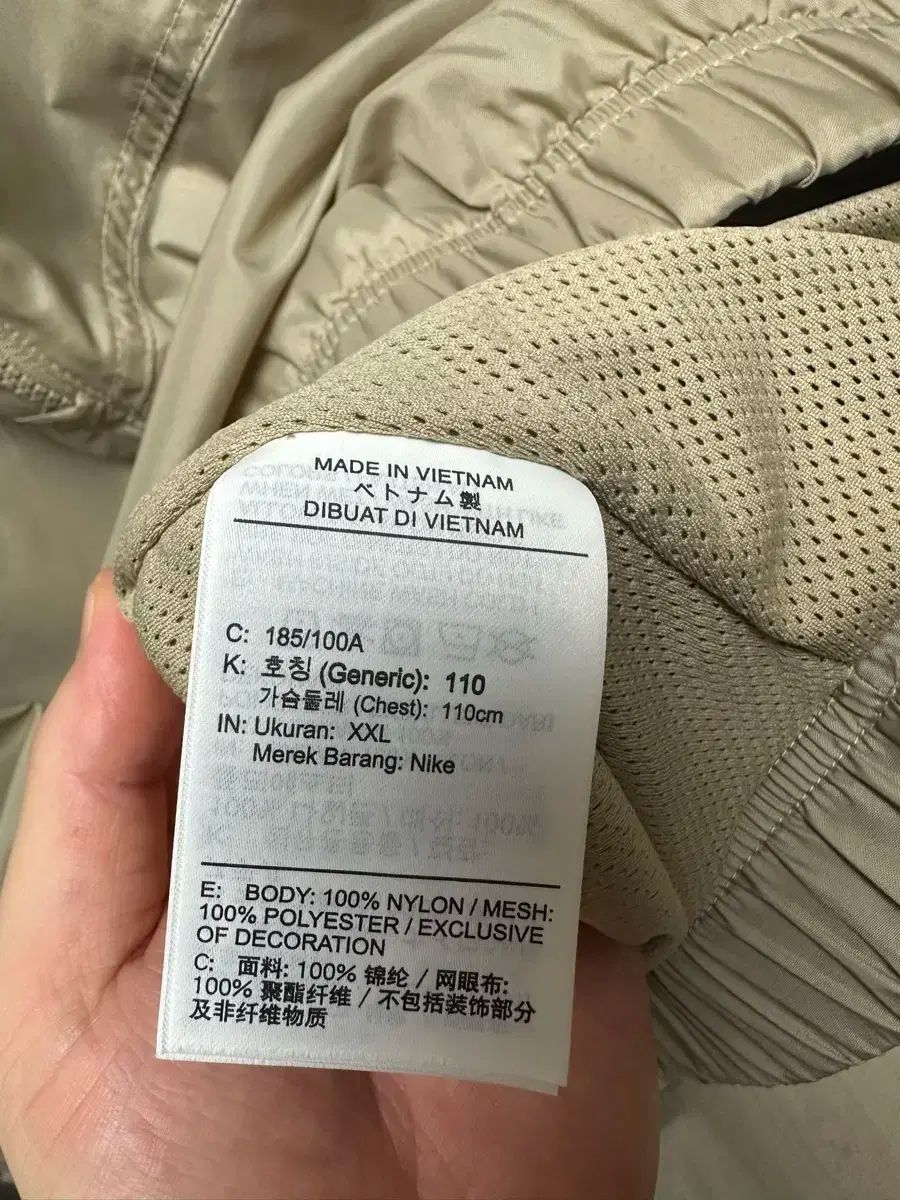 MADE IN VIETNAM
ベトナム製
DIBUAT DI VIETNAM
C: 185/100A
K: 호칭 (Generic): 110
가슴둘레 (Chest): 110cm
IN: Ukuran: XXL
Merek Barang: Nike
E: BODY: 100% NYLON / MESH:
100% POLYESTER / EXCLUSIVE
OF DECORATION
C: 面料: 100% 锦纶 / 网眼布:
100% 聚酯纤维 / 不包括装饰部分
及非纤维物质